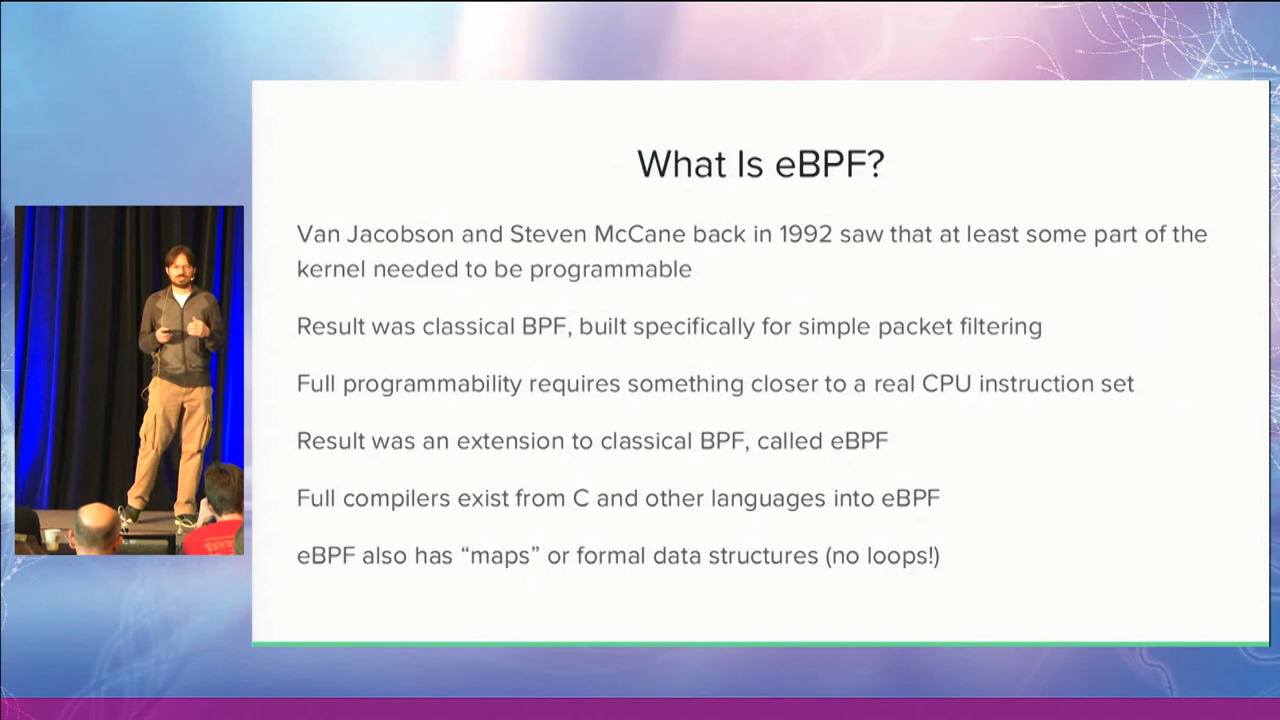 What Is eBPF?
Van Jacobson and Steven McCane back in 1992 saw that at least some part of the
kernel needed to be programmable
Result was classical BPF, built specifically for simple packet filtering
Full programmability requires something closer to a real CPU instruction set
Result was an extension to classical BPF, called eBPF
Full compilers exist from C and other languages into eBPF
eBPF also has “maps” or formal data structures (no loops!)